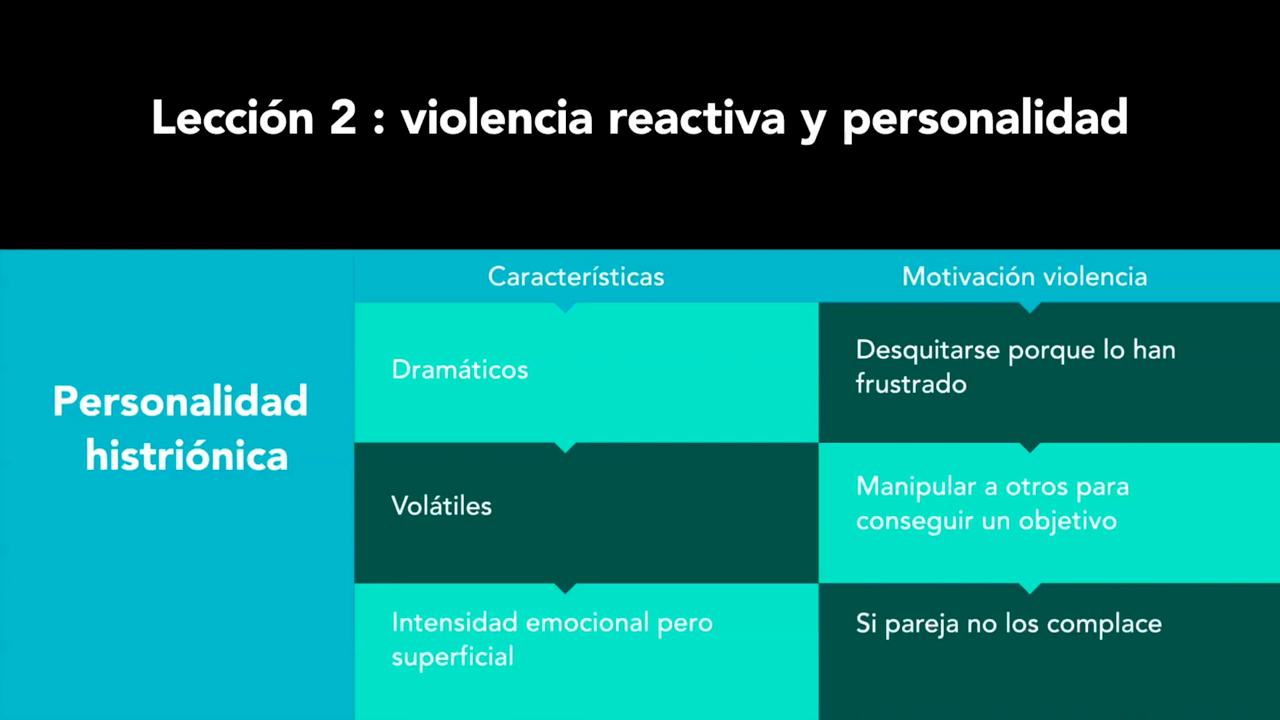 Lección 2 : violencia reactiva y personalidad
Personalidad
histriónica
Características
Motivación violencia
Dramáticos
Desquitarse porque lo han
frustrado
Volátiles
Manipular a otros para
conseguir un objetivo
Intensidad emocional pero
superficial
Si pareja no los complace